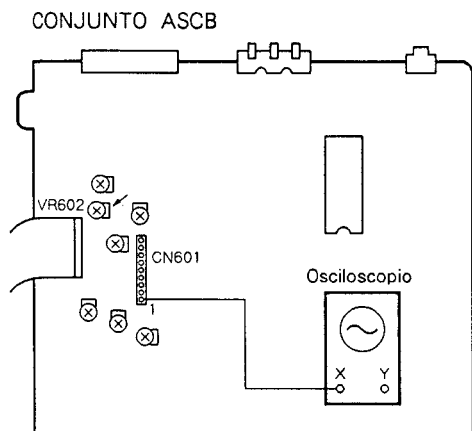 CONJUNTO ASCB
VR602
CN601
1
Osciloscopio
X Y